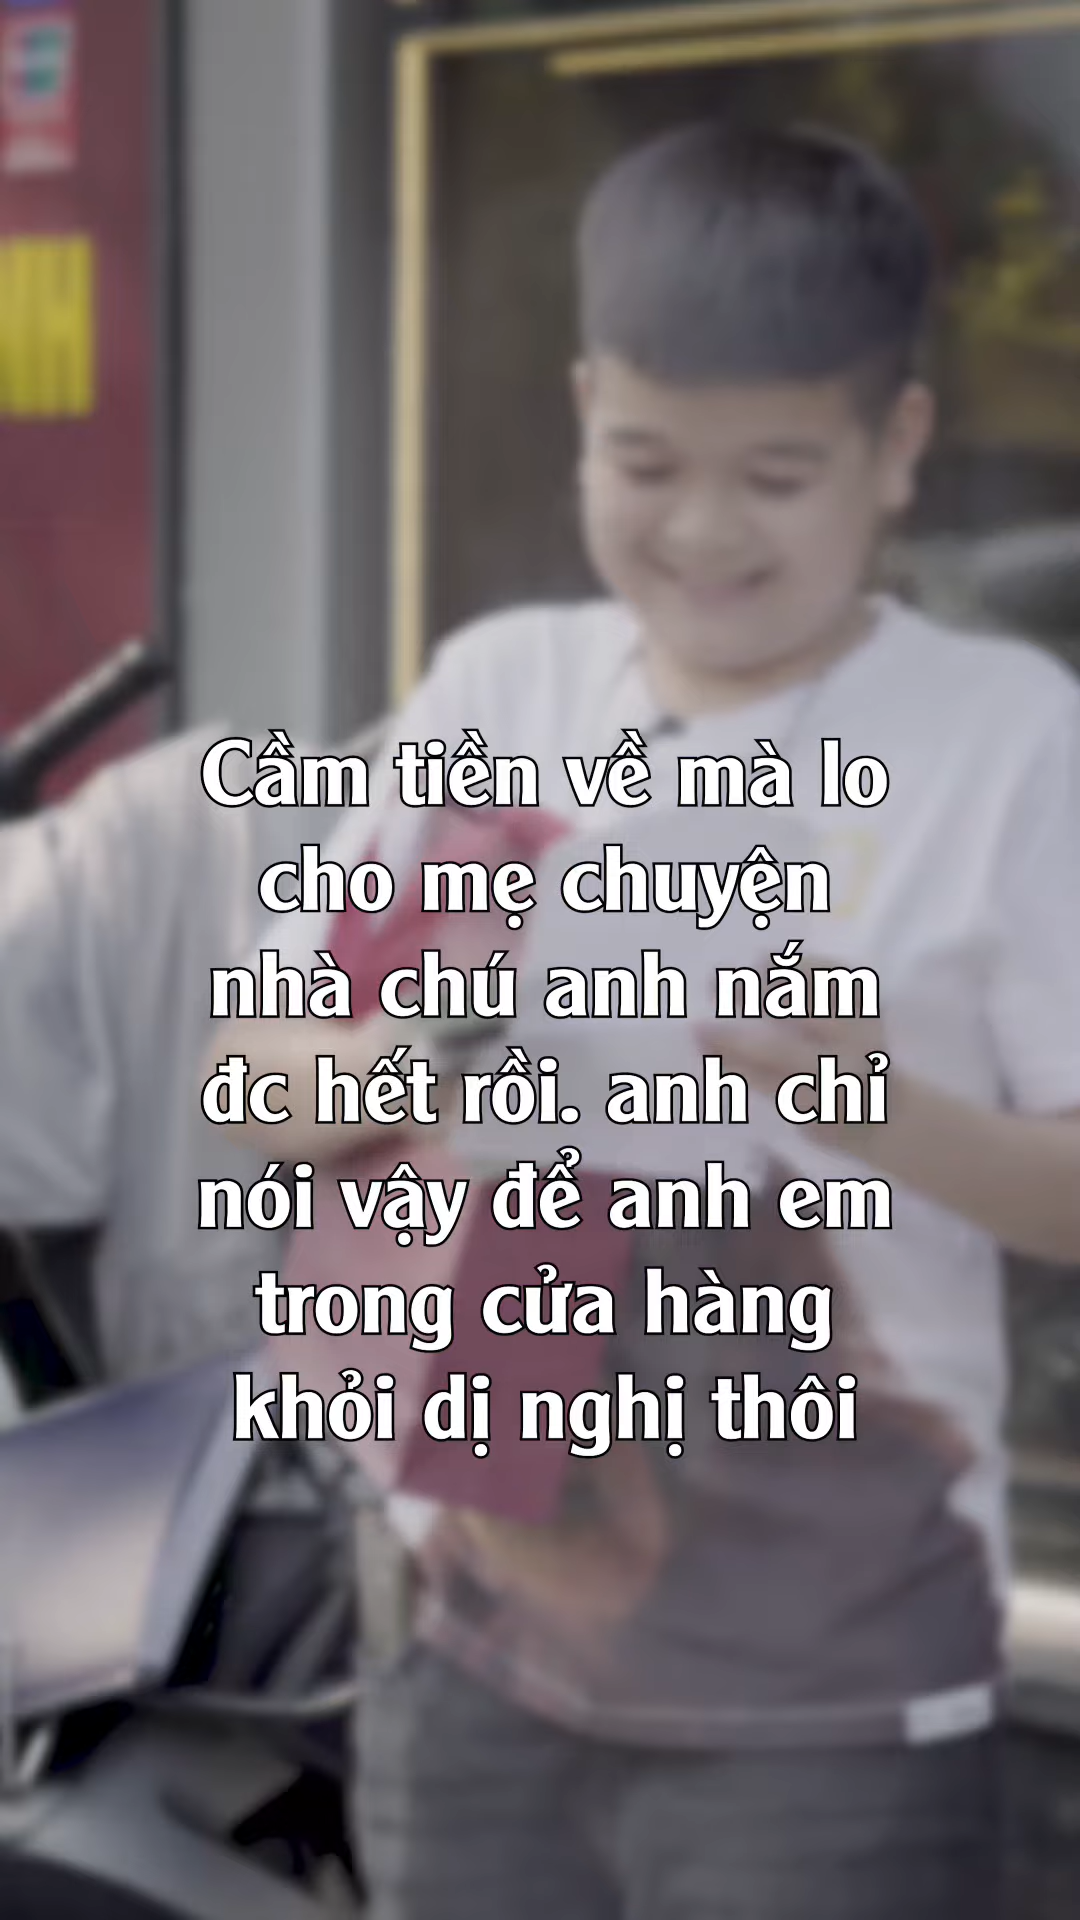 Cầm tiền về mà lo
cho mẹ chuyện
nhà chú anh nắm
đc hết rồi. anh chỉ
nói vậy để anh em
trong cửa hàng
khỏi dị nghị thôi